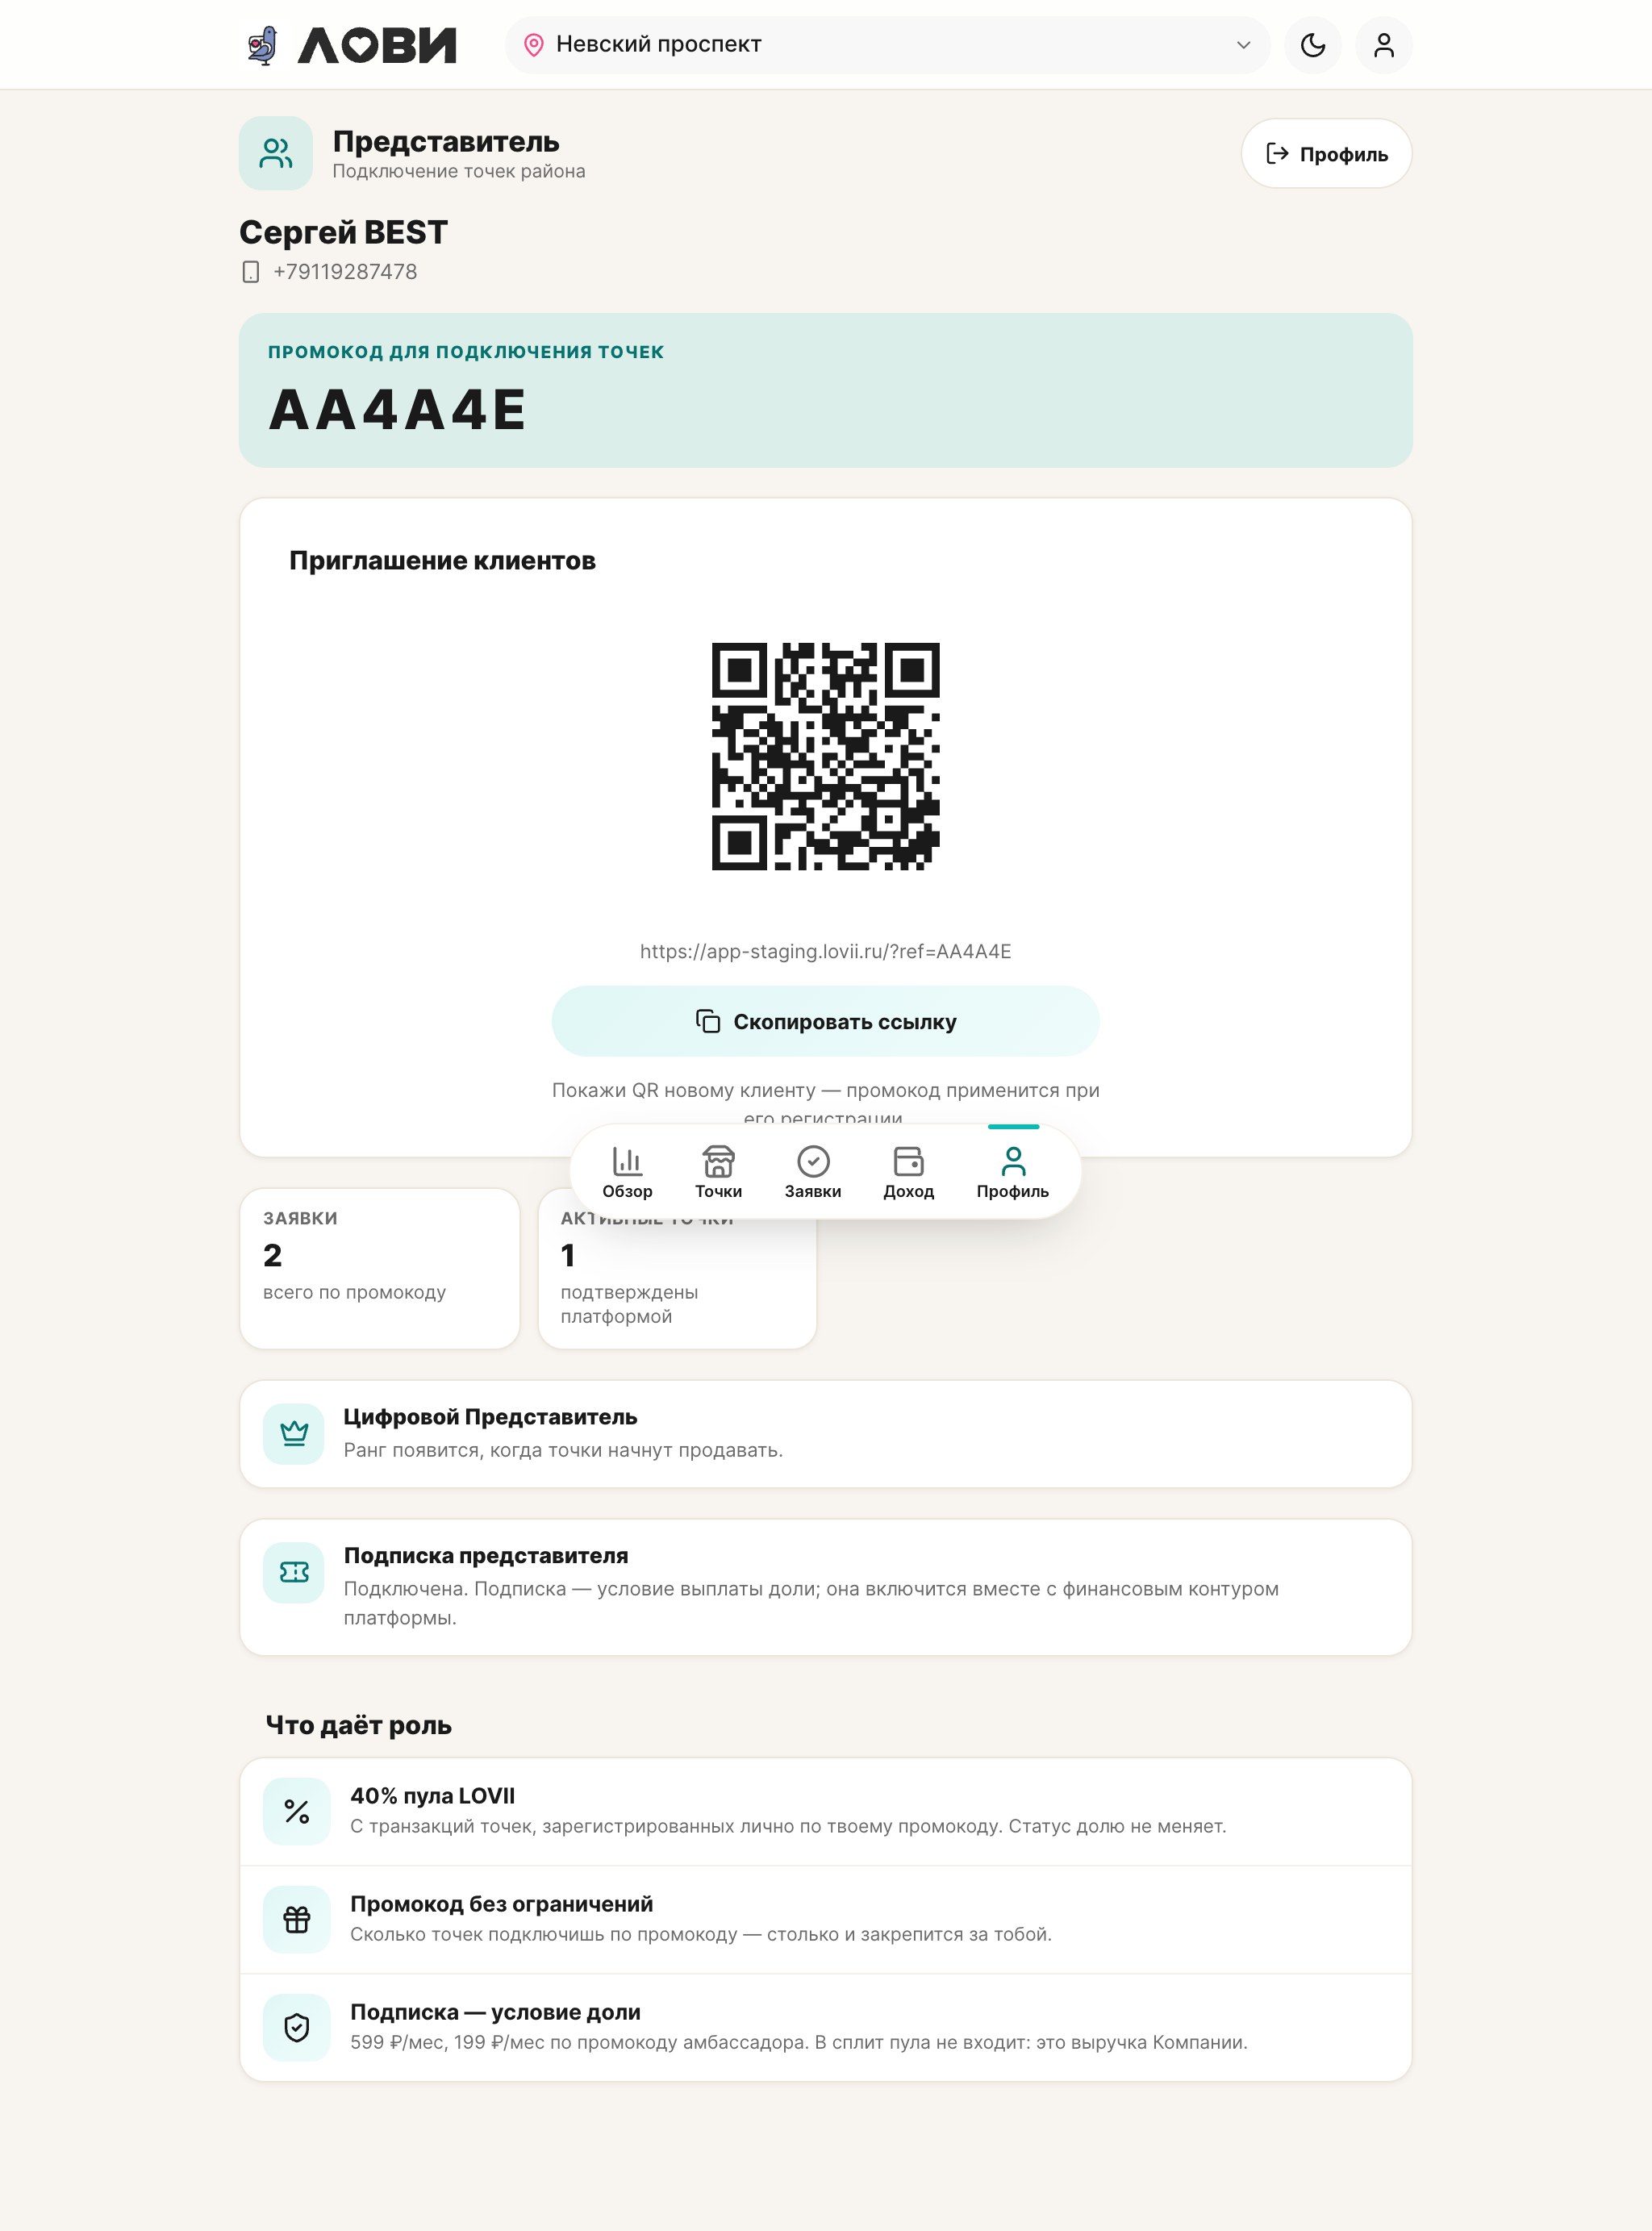 ЛОВИ
Невский проспект
Представитель
Подключение точек района
Профиль
Сергей BEST
+79119287478
ПРОМОКОД ДЛЯ ПОДКЛЮЧЕНИЯ ТОЧЕК
AA4A4E
Приглашение клиентов
https://app-staging.lovii.ru/?ref=AA4A4E
Скопировать ссылку
Покажи QR новому клиенту — промокод применится при
его регистрации
Обзор
Точки
Заявки
Доход
Профиль
ЗАЯВКИ
2
всего по промокоду
АКТИВНЫЕ ТОЧКИ
1
подтверждены
платформой
Цифровой Представитель
Ранг появится, когда точки начнут продавать.
Подписка представителя
Подключена. Подписка — условие выплаты доли; она включится вместе с финансовым контуром
платформы.
Что даёт роль
40% пула LOVII
С транзакций точек, зарегистрированных лично по твоему промокоду. Статус долю не меняет.
Промокод без ограничений
Сколько точек подключишь по промокоду — столько и закрепится за тобой.
Подписка — условие доли
599 ₽/мес, 199 ₽/мес по промокоду амбассадора. В сплит пула не входит: это выручка Компании.